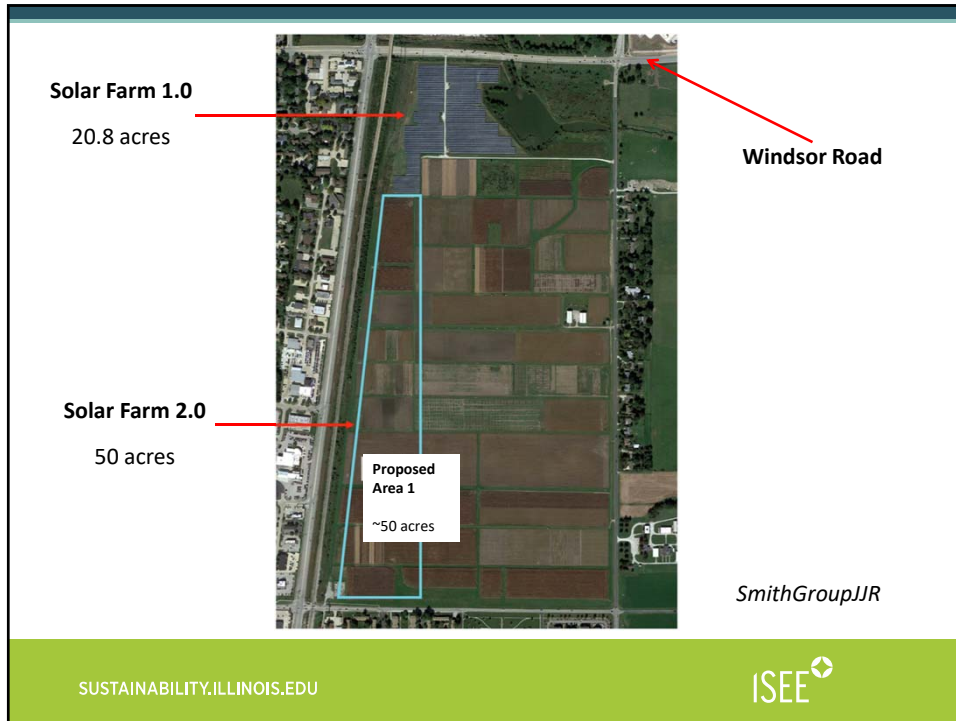 Solar Farm 1.0
20.8 acres
Windsor Road
Solar Farm 2.0
50 acres
Proposed
Area 1
~50 acres
SmithGroupJJR
SUSTAINABILITY.ILLINOIS.EDU
ISEE